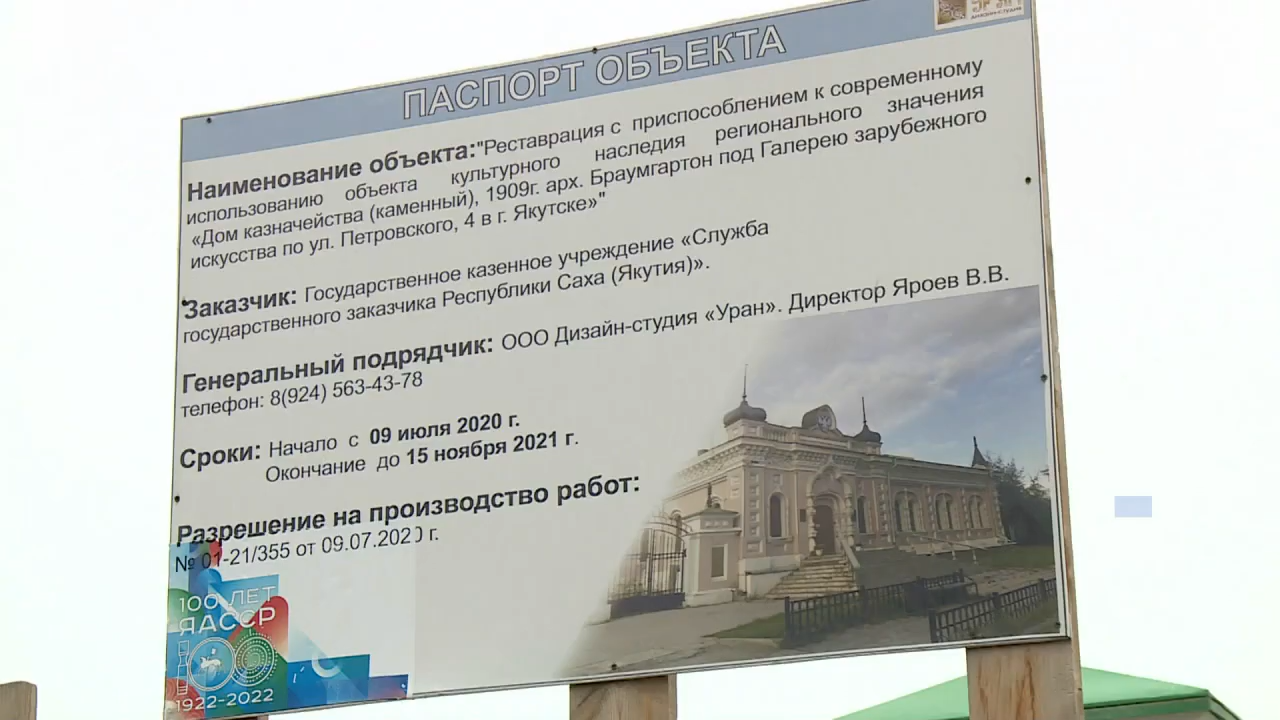 ПАСПОРТ ОБЪЕКТА
Наименование объекта:"Реставрация с приспособлением к современному
использованию объекта культурного наследия регионального значения
«Дом казначейства (каменный), 1909г. арх. Браумгартон под Галерею зарубежного
искусства по ул. Петровского, 4 в г. Якутске»"
Заказчик: Государственное казенное учреждение «Служба
государственного заказчика Республики Саха (Якутия)».
Генеральный подрядчик: ООО Дизайн-студия «Уран». Директор Яроев В.В.
телефон: 8(924) 563-43-78
Сроки: Начало с 09 июля 2020 г.
Окончание до 15 ноября 2021 г.
Разрешение на производство работ:
№ 01-21/355 от 09.07.2020 г.
100 ЛЕТ
ЯАССР
1922-2022